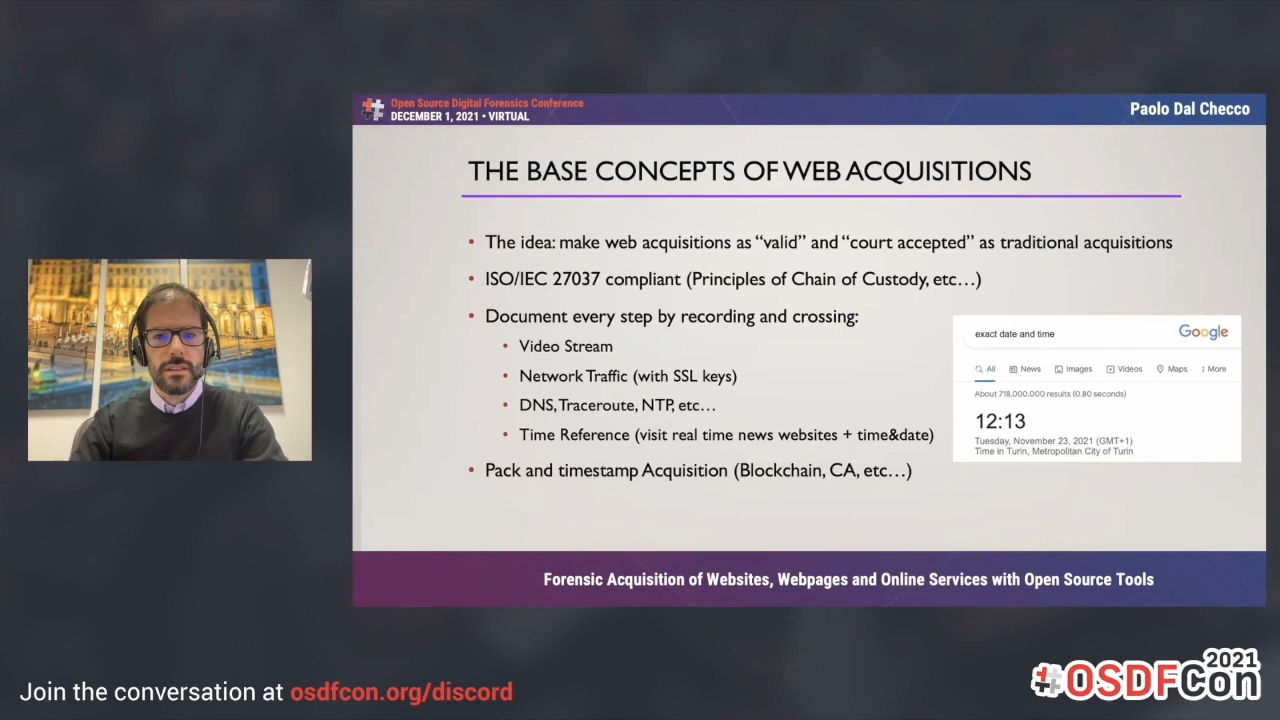 Open Source Digital Forensics Conference
DECEMBER 1, 2021 • VIRTUAL
Paolo Dal Checco
THE BASE CONCEPTS OF WEB ACQUISITIONS
• The idea: make web acquisitions as “valid” and “court accepted” as traditional acquisitions
• ISO/IEC 27037 compliant (Principles of Chain of Custody, etc…)
• Document every step by recording and crossing:
• Video Stream
• Network Traffic (with SSL keys)
• DNS, Traceroute, NTP, etc…
• Time Reference (visit real time news websites + time&date)
• Pack and timestamp Acquisition (Blockchain, CA, etc…)
exact date and time
Google
All News Images Videos Maps More
About 718,000,000 results (0.80 seconds)
12:13
Tuesday, November 23, 2021 (GMT+1)
Time in Turin, Metropolitan City of Turin
Forensic Acquisition of Websites, Webpages and Online Services with Open Source Tools
Join the conversation at osdfcon.org/discord
2021
OSDFCon